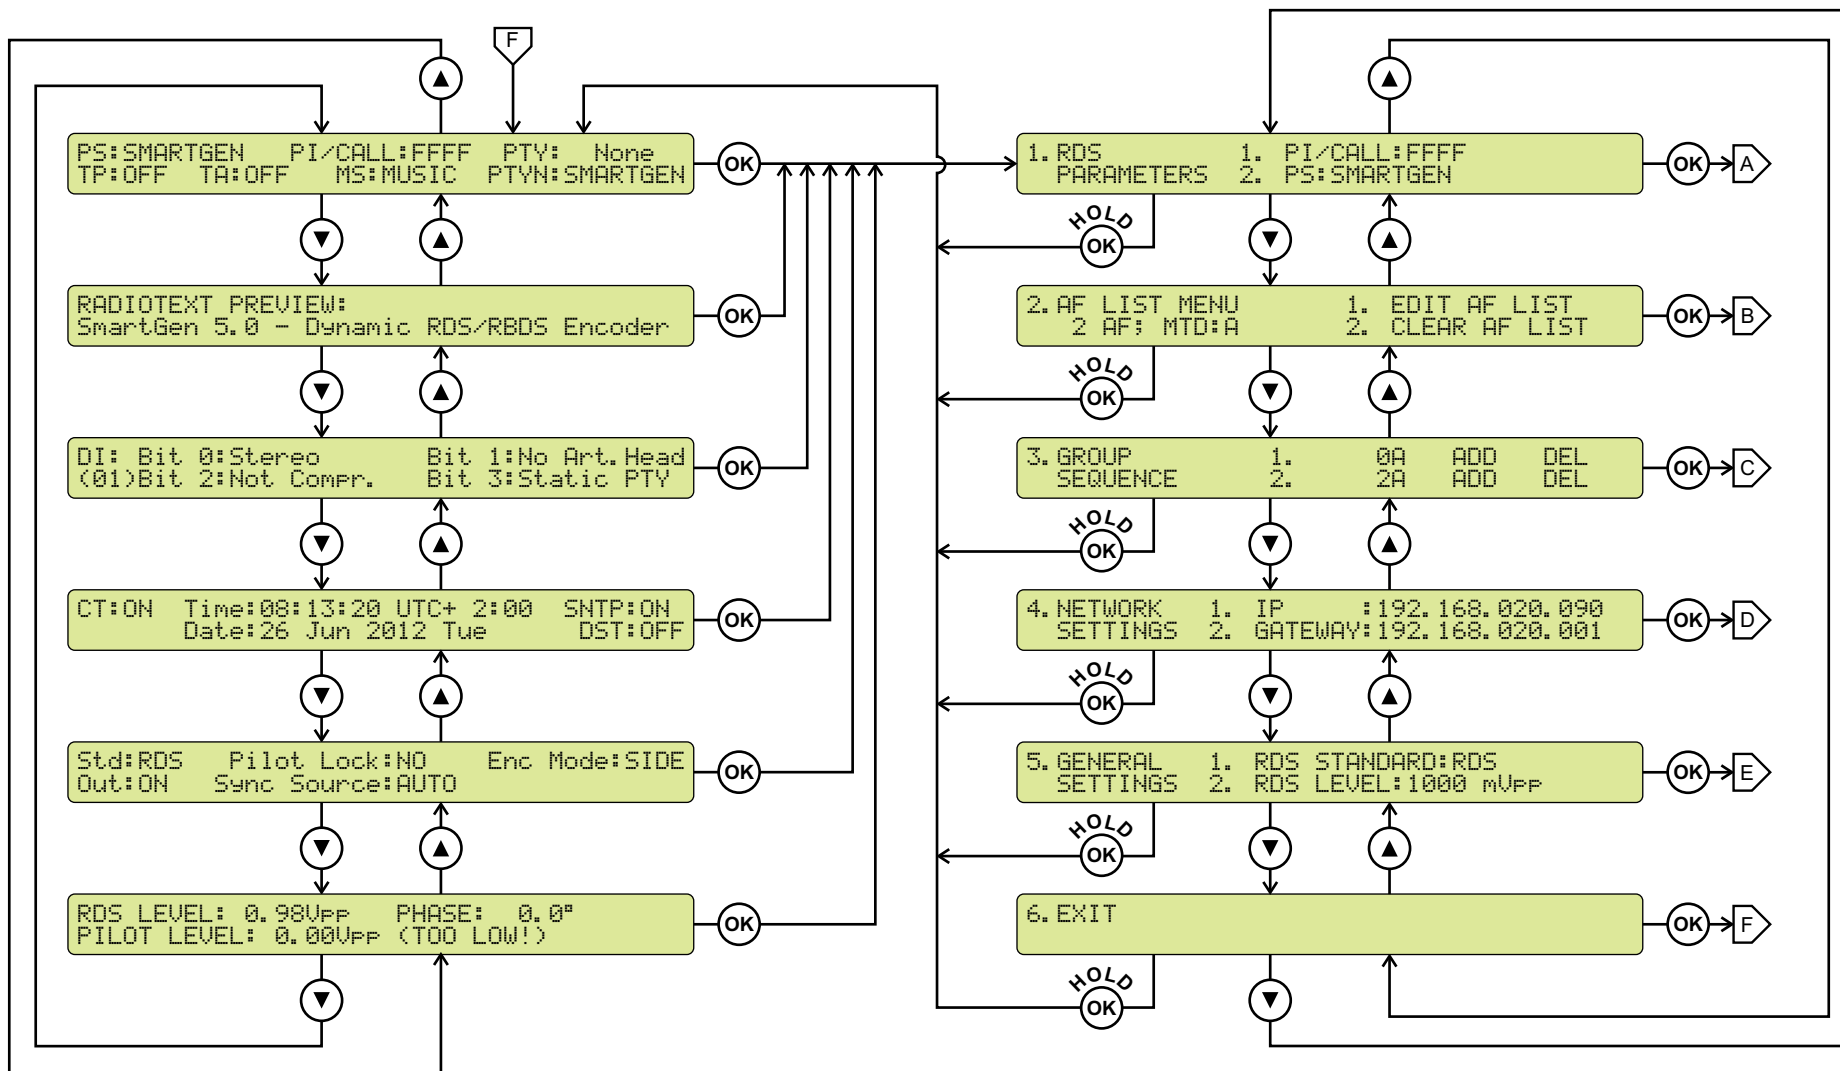 F
PS:SMARTGEN PI/CALL:FFFF PTY: None
TP:OFF TA:OFF MS:MUSIC PTYN:SMARTGEN
OK
RADIOTEXT PREVIEW:
SmartGen 5.0 - Dynamic RDS/RBDS Encoder
OK
DI: Bit 0:Stereo Bit 1:No Art.Head
(01)Bit 2:Not Compr. Bit 3:Static PTY
OK
CT:ON Time:08:13:20 UTC+ 2:00 SNTP:ON
Date:26 Jun 2012 Tue DST:OFF
OK
Std:RDS Pilot Lock:NO Enc Mode:SIDE
Out:ON Sync Source:AUTO
OK
RDS LEVEL: 0.98Vpp PHASE: 0.0°
PILOT LEVEL: 0.00Vpp (TOO LOW!)
OK
1.RDS 1. PI/CALL:FFFF
PARAMETERS 2. PS:SMARTGEN
OK A
HOLD
OK
2.AF LIST MENU 1. EDIT AF LIST
2 AF; MTD:A 2. CLEAR AF LIST
OK B
HOLD
OK
3.GROUP 1. 0A ADD DEL
SEQUENCE 2. 2A ADD DEL
OK C
HOLD
OK
4.NETWORK 1. IP :192.168.020.090
SETTINGS 2. GATEWAY:192.168.020.001
OK D
HOLD
OK
5.GENERAL 1. RDS STANDARD:RDS
SETTINGS 2. RDS LEVEL:1000 mVpp
OK E
HOLD
OK
6.EXIT
OK F
HOLD
OK